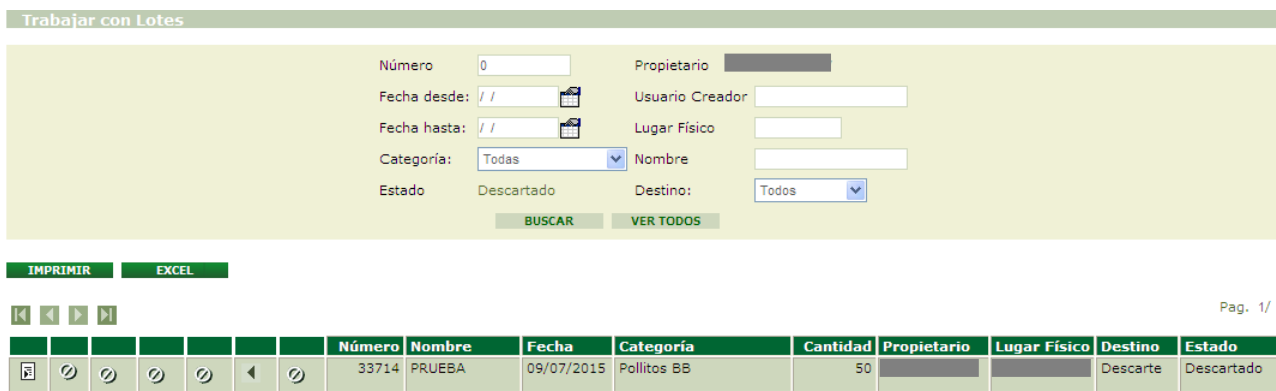 Trabajar con Lotes
Número 0 Propietario
Fecha desde: / / Usuario Creador
Fecha hasta: / / Lugar Físico
Categoría: Todas Nombre
Estado Descartado Destino: Todos
BUSCAR VER TODOS
IMPRIMIR EXCEL
Pag. 1/
Número Nombre Fecha Categoría Cantidad Propietario Lugar Físico Destino Estado
33714 PRUEBA 09/07/2015 Pollitos BB 50 Descarte Descartado